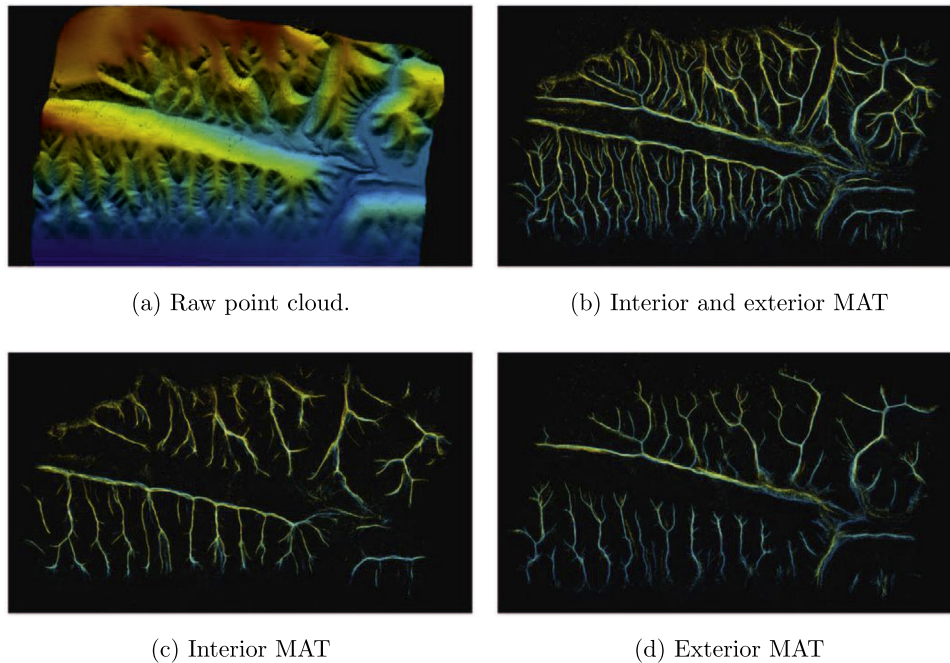 (a) Raw point cloud.
(b) Interior and exterior MAT
(c) Interior MAT
(d) Exterior MAT